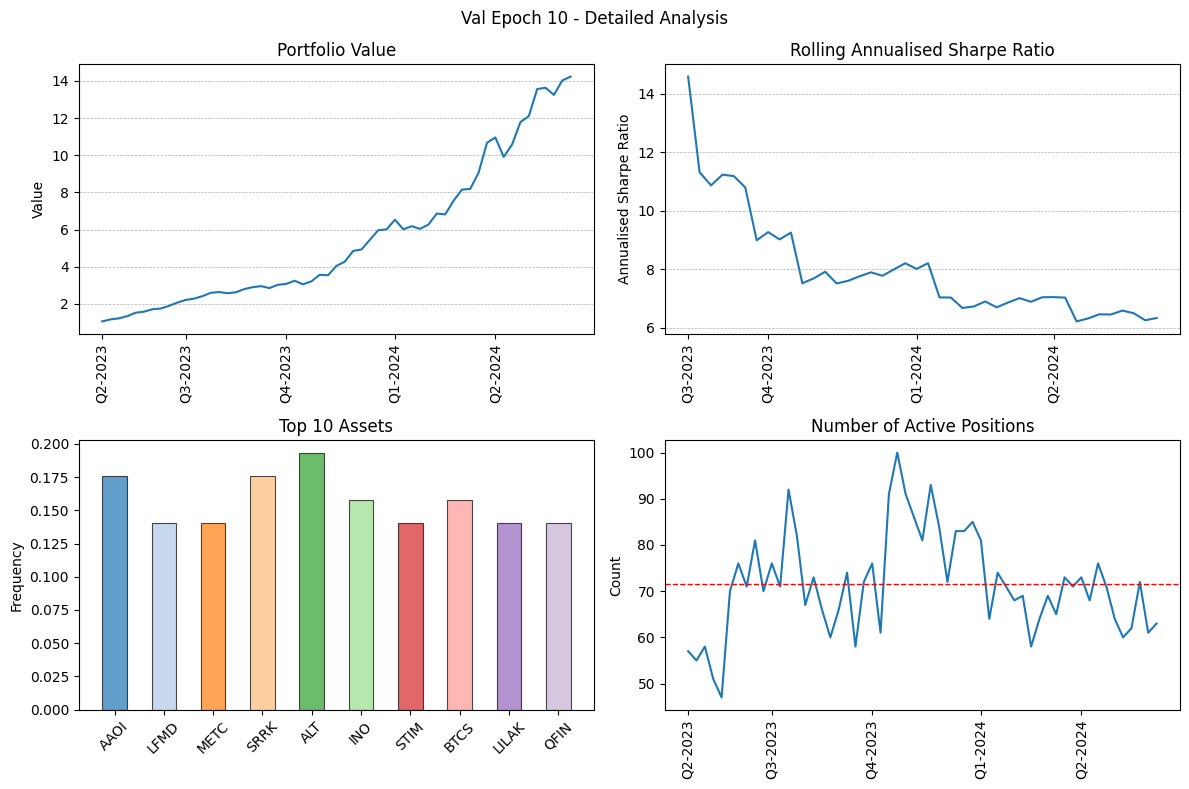 Val Epoch 10 - Detailed Analysis
Portfolio Value
Value
14
12
10
8
6
4
2
Q2-2023
Q3-2023
Q4-2023
Q1-2024
Q2-2024
Rolling Annualised Sharpe Ratio
Annualised Sharpe Ratio
14
12
10
8
6
Q3-2023
Q4-2023
Q1-2024
Q2-2024
Top 10 Assets
Frequency
0.200
0.175
0.150
0.125
0.100
0.075
0.050
0.025
0.000
AAOI
LFMD
METC
SRRK
ALT
INO
STIM
BTCS
LILAK
QFIN
Number of Active Positions
Count
100
90
80
70
60
50
Q2-2023
Q3-2023
Q4-2023
Q1-2024
Q2-2024